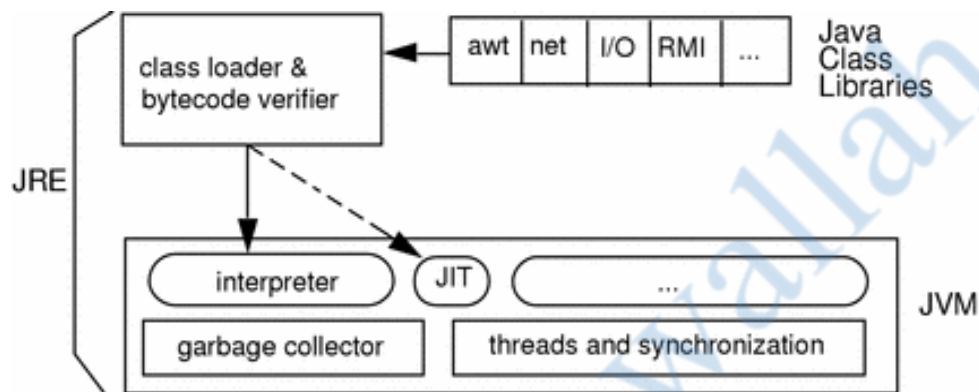 class loader &
bytecode verifier
awt net I/O RMI ...
Java
Class
Libraries
JRE
interpreter JIT ...
JVM
garbage collector threads and synchronization
wallah